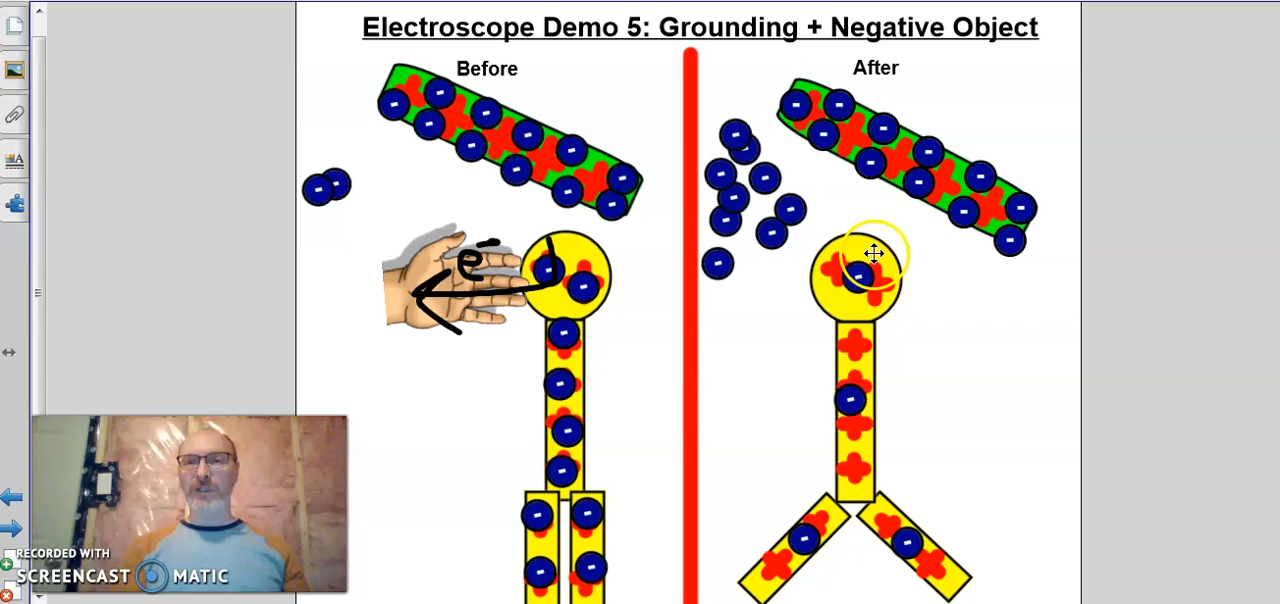 Electroscope Demo 5: Grounding + Negative Object
Before
After
e-
RECORDED WITH
SCREENCAST MATIC